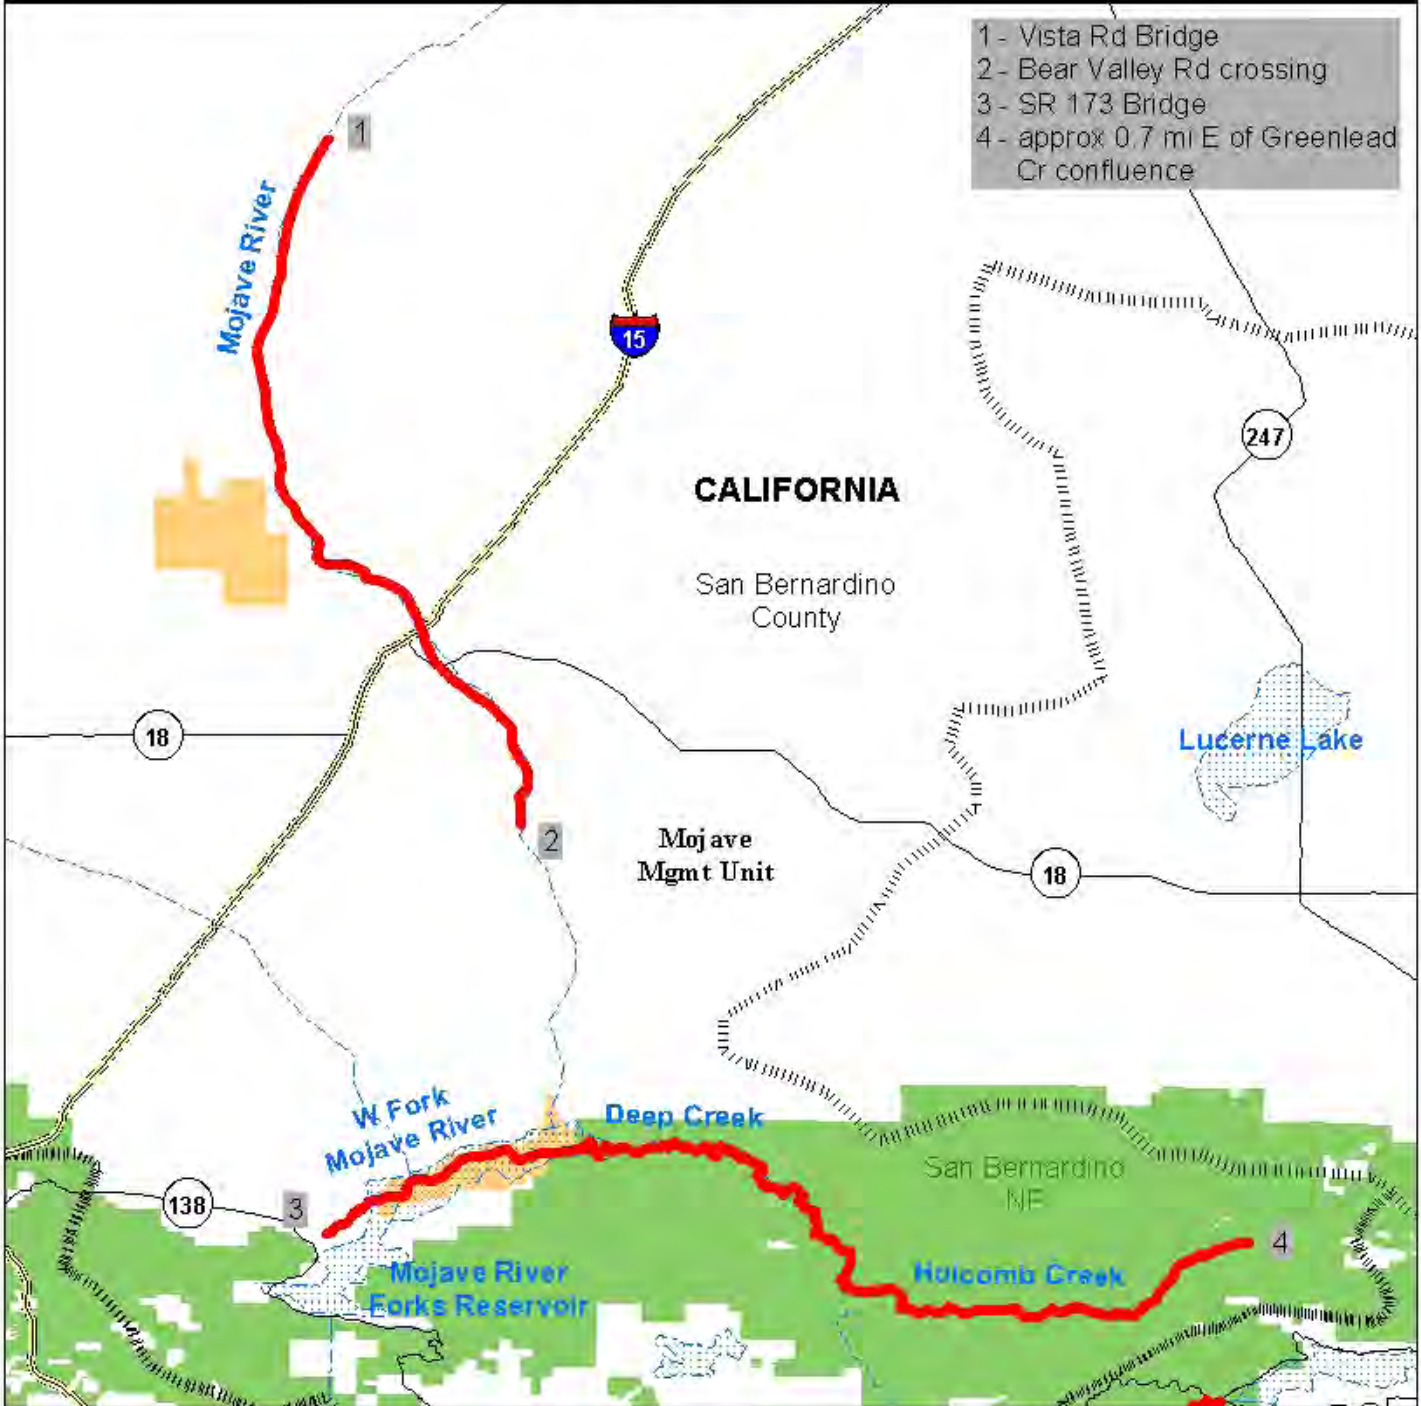 1 - Vista Rd Bridge
2 - Bear Valley Rd crossing
3 - SR 173 Bridge
4 - approx 0.7 mi E of Greenlead
Cr confluence
1
Mojave River
15
247
CALIFORNIA
San Bernardino
County
18
Lucerne Lake
2
Mojave
Mgmt Unit
18
W Fork
Mojave River
Deep Creek
San Bernardino
NF
138
3
4
Mojave River
Forks Reservoir
Holcomb Creek